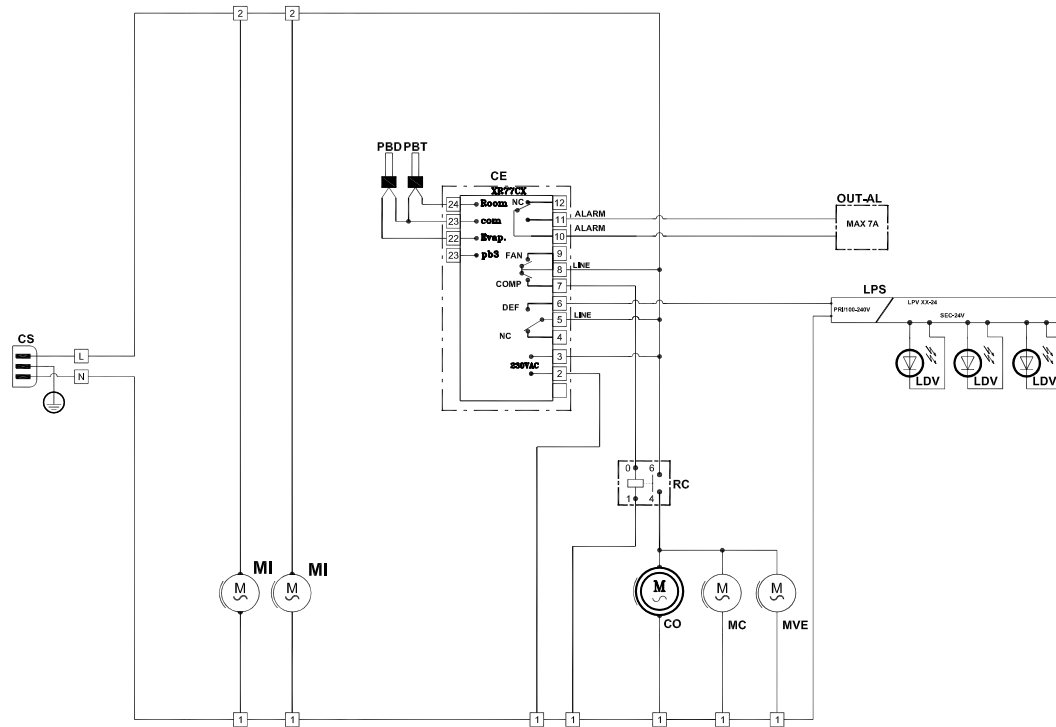 2
2
PBD PBT
CE
XR77CX
24 Room NC 12
23 com 11 ALARM
22 Evap. 10 ALARM
23 pb3 FAN 9
8 LINE
COMP 7
DEF 6
5 LINE
NC 4
3
230VAC
2
OUT-AL
MAX 7A
LPS
LPV XX-24
PRI/100-240V
SEC-24V
LDV LDV LDV
CS
L
N
0 6
RC
1 4
MI MI
M M
M M M
CO MC MVE
1 1 1 1 1 1 1